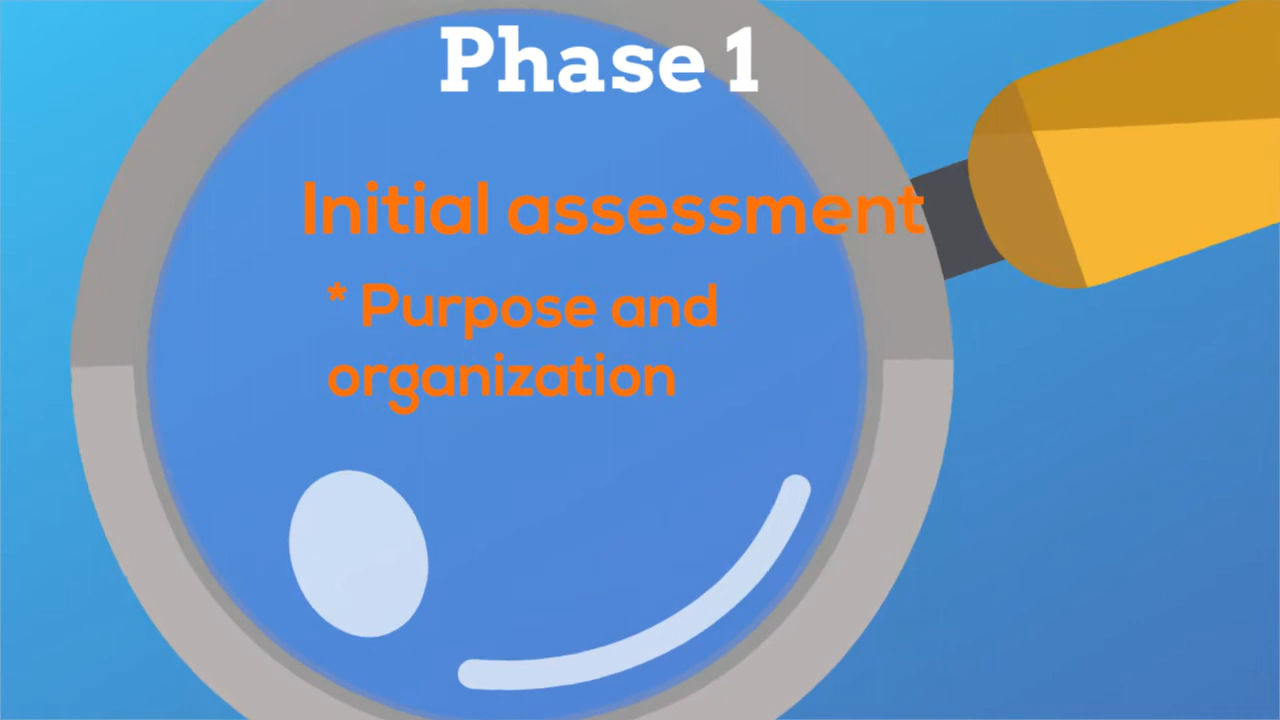 Phase 1
Initial assessment
* Purpose and
organization